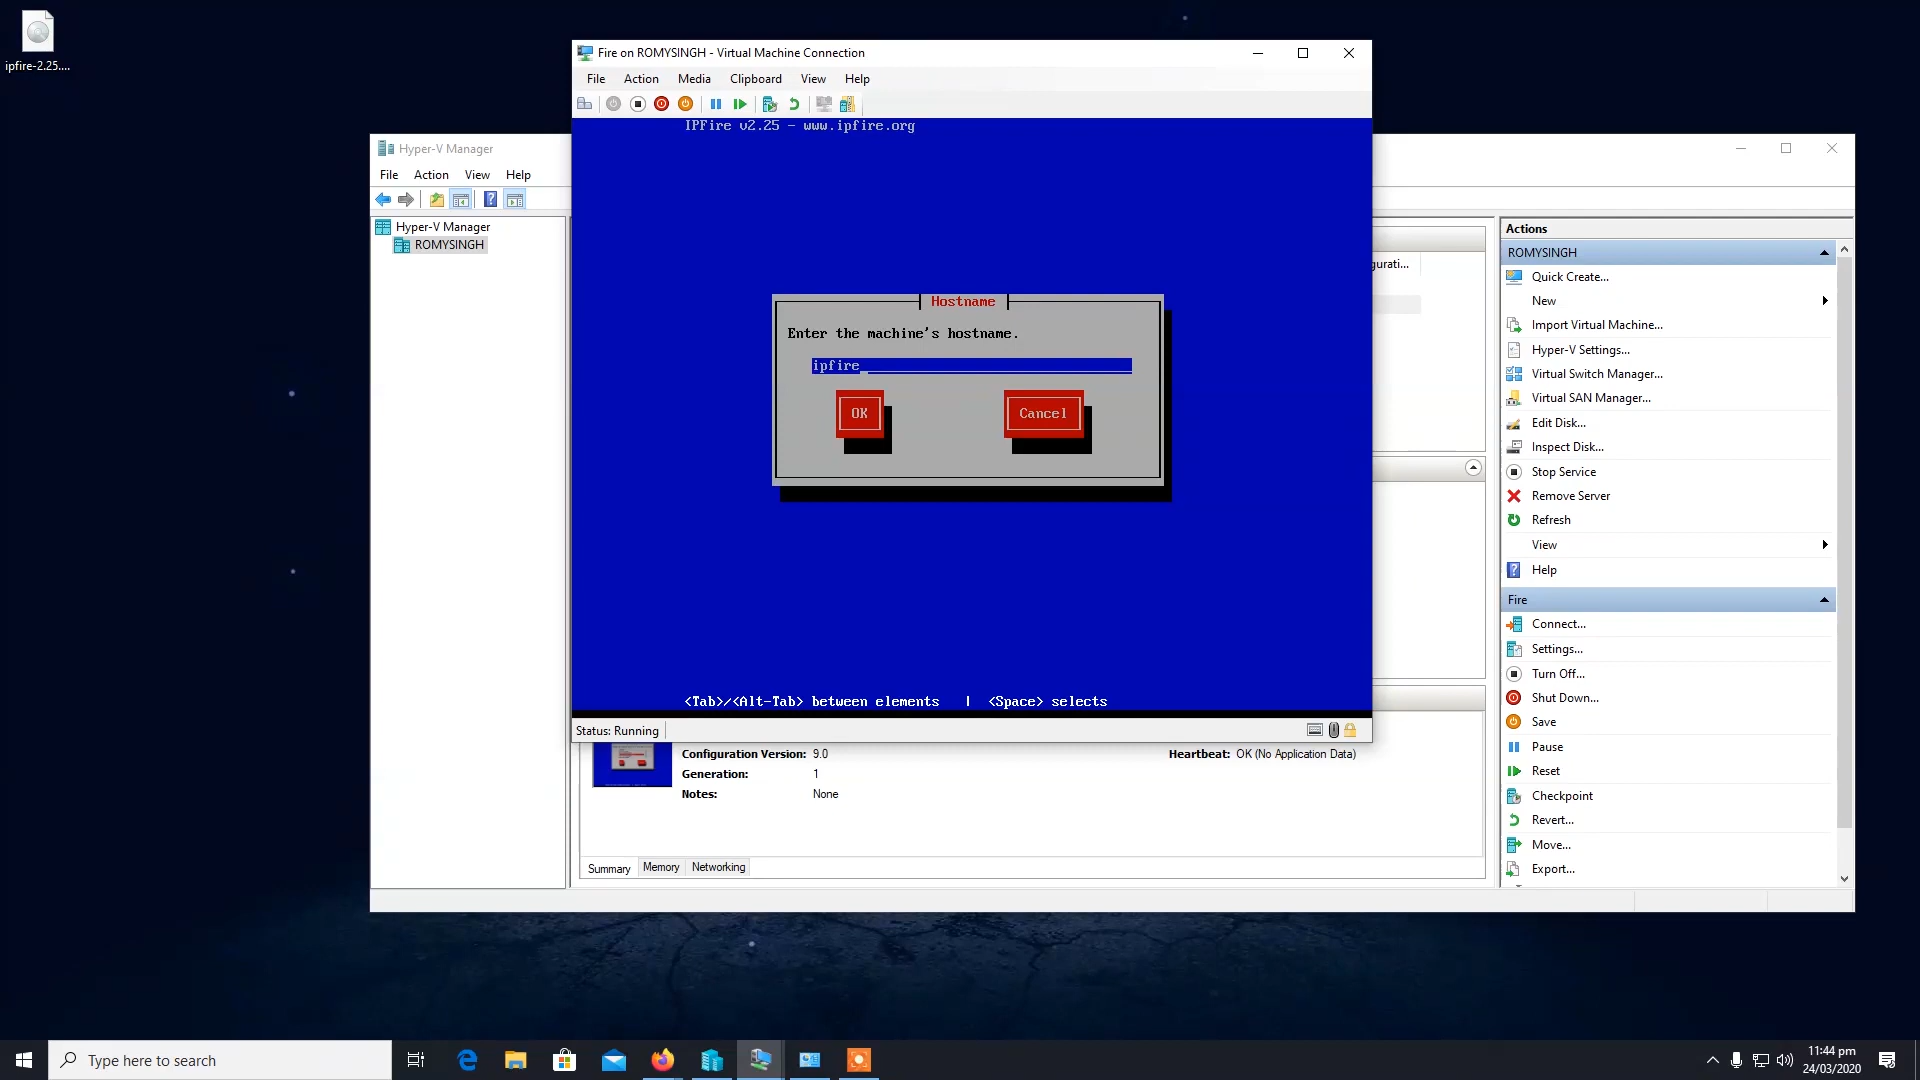 ipfire-2.25....
Fire on ROMYSINGH - Virtual Machine Connection
File Action Media Clipboard View Help
IPFire v2.25 - www.ipfire.org
Hostname
Enter the machine's hostname.
ipfire
OK Cancel
<Tab>/<Alt-Tab> between elements | <Space> selects
Status: Running
Hyper-V Manager
File Action View Help
Hyper-V Manager
ROMYSINGH
gurati...
Configuration Version: 9.0
Heartbeat: OK (No Application Data)
Generation: 1
Notes: None
Summary Memory Networking
Actions
ROMYSINGH
Quick Create...
New
Import Virtual Machine...
Hyper-V Settings...
Virtual Switch Manager...
Virtual SAN Manager...
Edit Disk...
Inspect Disk...
Stop Service
Remove Server
Refresh
View
Help
Fire
Connect...
Settings...
Turn Off...
Shut Down...
Save
Pause
Reset
Checkpoint
Revert...
Move...
Export...
Type here to search
11:44 pm
24/03/2020